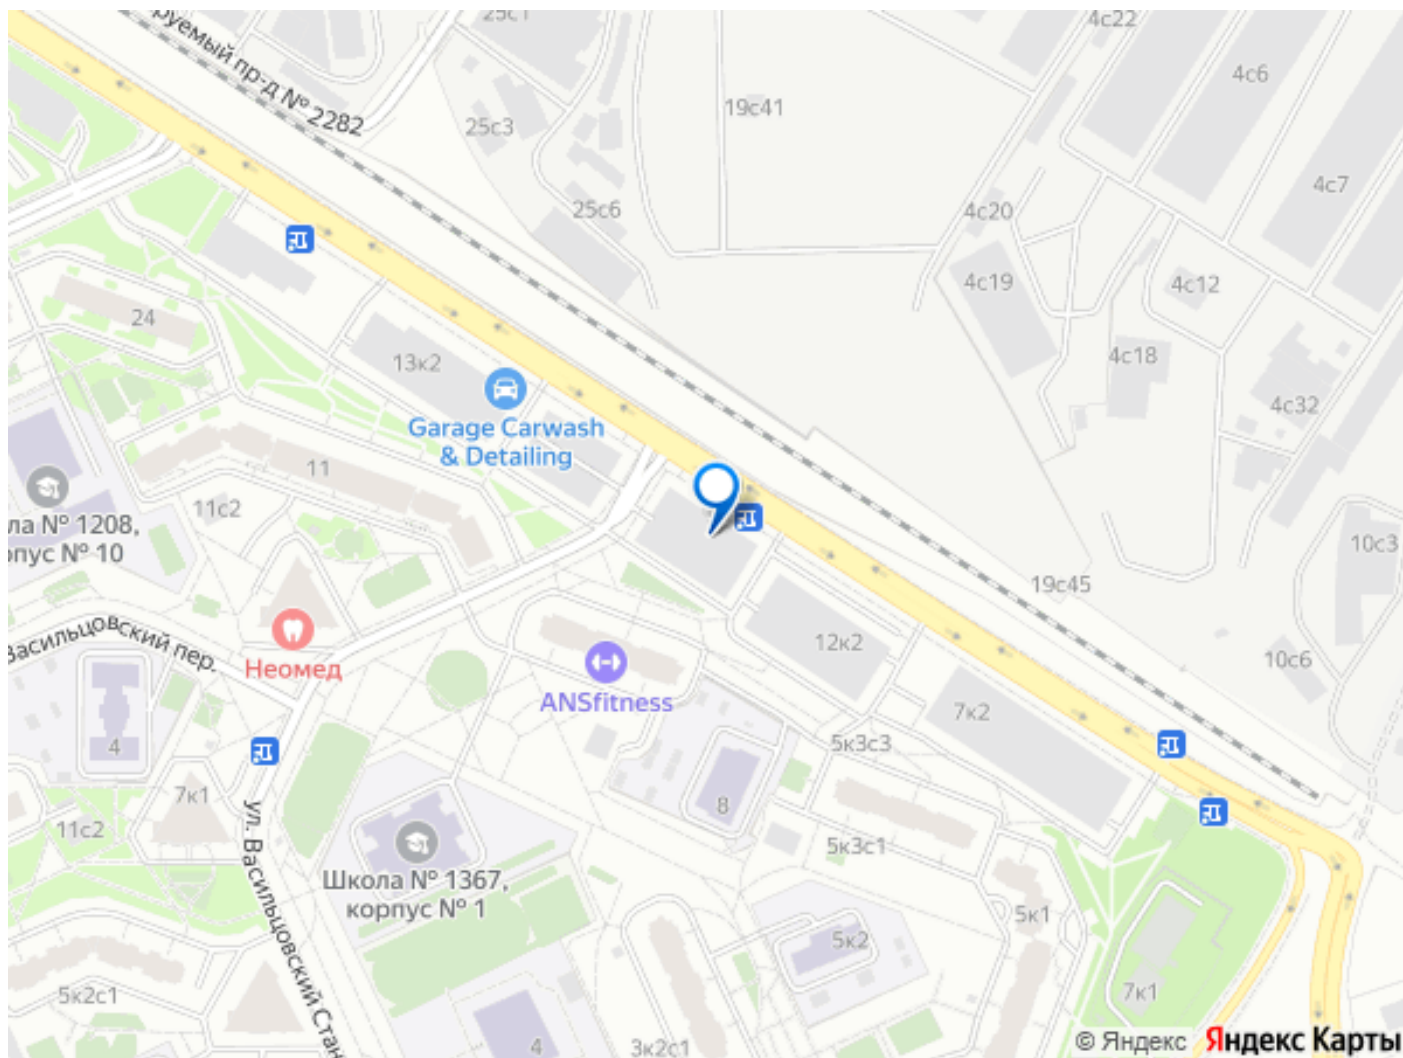 25с1
4с22
руемый пр-д № 2282
4с6
19с41
25с3
4с7
25с6
4с20
4с19
4с12
24
4с18
13к2
4с32
Garage Carwash
& Detailing
11
11с2
ла № 1208,
рпус № 10
10с3
19с45
Васильцовский пер.
Неомед
12к2
10с6
ANSfitness
7к2
4
5к3с3
7к1
8
11с2
5к3с1
ул. Васильцовский Стан
Школа № 1367,
корпус № 1
5к1
5к2
5к2с1
7к1
4
3к2с1
© Яндекс Яндекс Карты